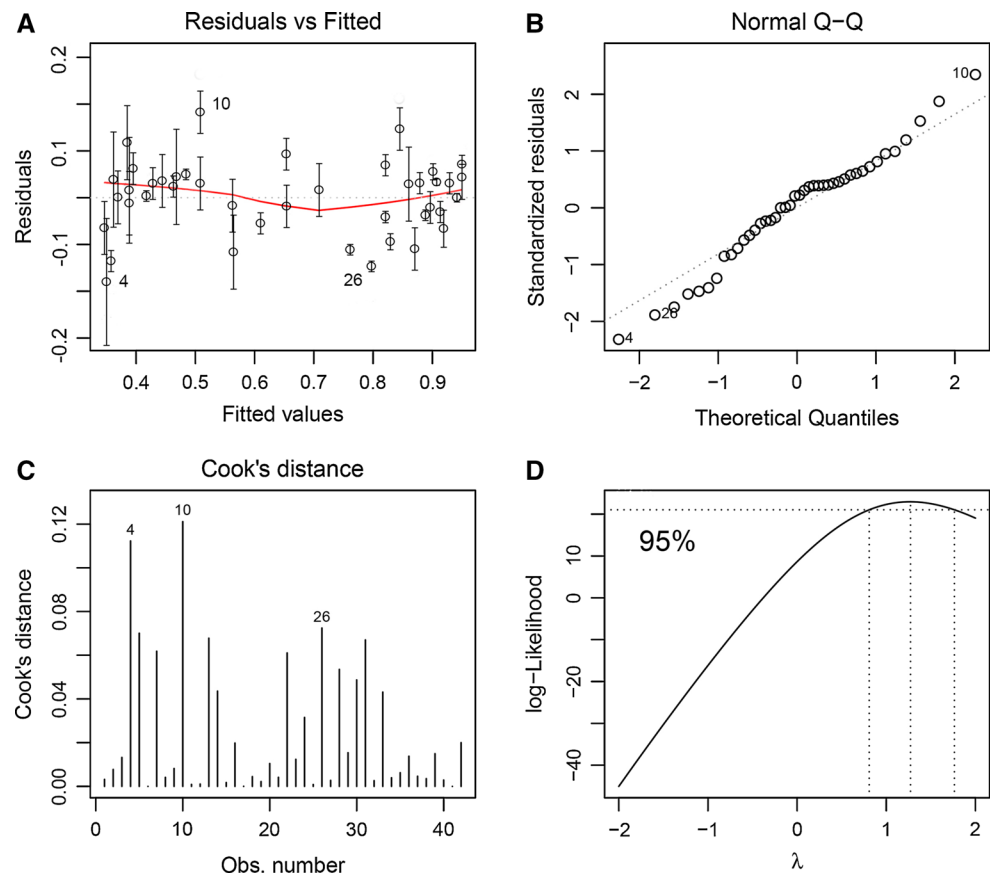 A
Residuals vs Fitted
0.2
0.1
-0.1
-0.2
Residuals
10
4
26
0.4 0.5 0.6 0.7 0.8 0.9
Fitted values
B
Normal Q−Q
2
1
0
−1
−2
Standardized residuals
10
26
4
−2 −1 0 1 2
Theoretical Quantiles
C
Cook's distance
0.12
0.08
0.04
0.00
Cook's distance
4
10
26
0 10 20 30 40
Obs. number
D
95%
10
0
−20
−40
log−Likelihood
−2 −1 0 1 2
λ